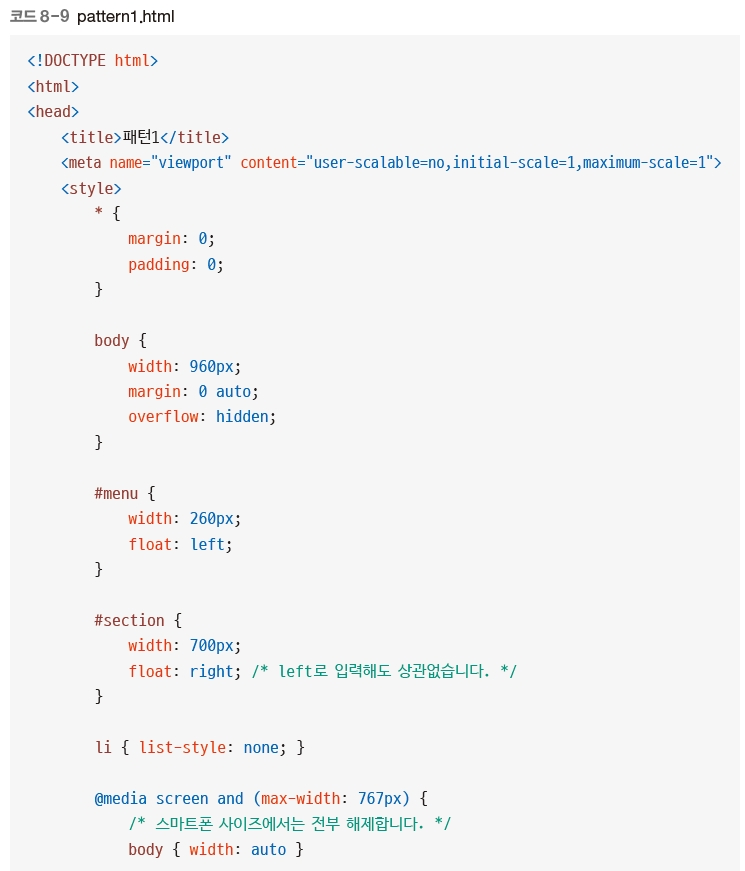 코드 8-9 pattern1.html
<!DOCTYPE html>
<html>
<head>
    <title>패턴1</title>
    <meta name="viewport" content="user-scalable=no,initial-scale=1,maximum-scale=1">
    <style>
        * {
            margin: 0;
            padding: 0;
        }

        body {
            width: 960px;
            margin: 0 auto;
            overflow: hidden;
        }

        #menu {
            width: 260px;
            float: left;
        }

        #section {
            width: 700px;
            float: right; /* left로 입력해도 상관없습니다. */
        }

        li { list-style: none; }

        @media screen and (max-width: 767px) {
            /* 스마트폰 사이즈에서는 전부 해제합니다. */
            body { width: auto }